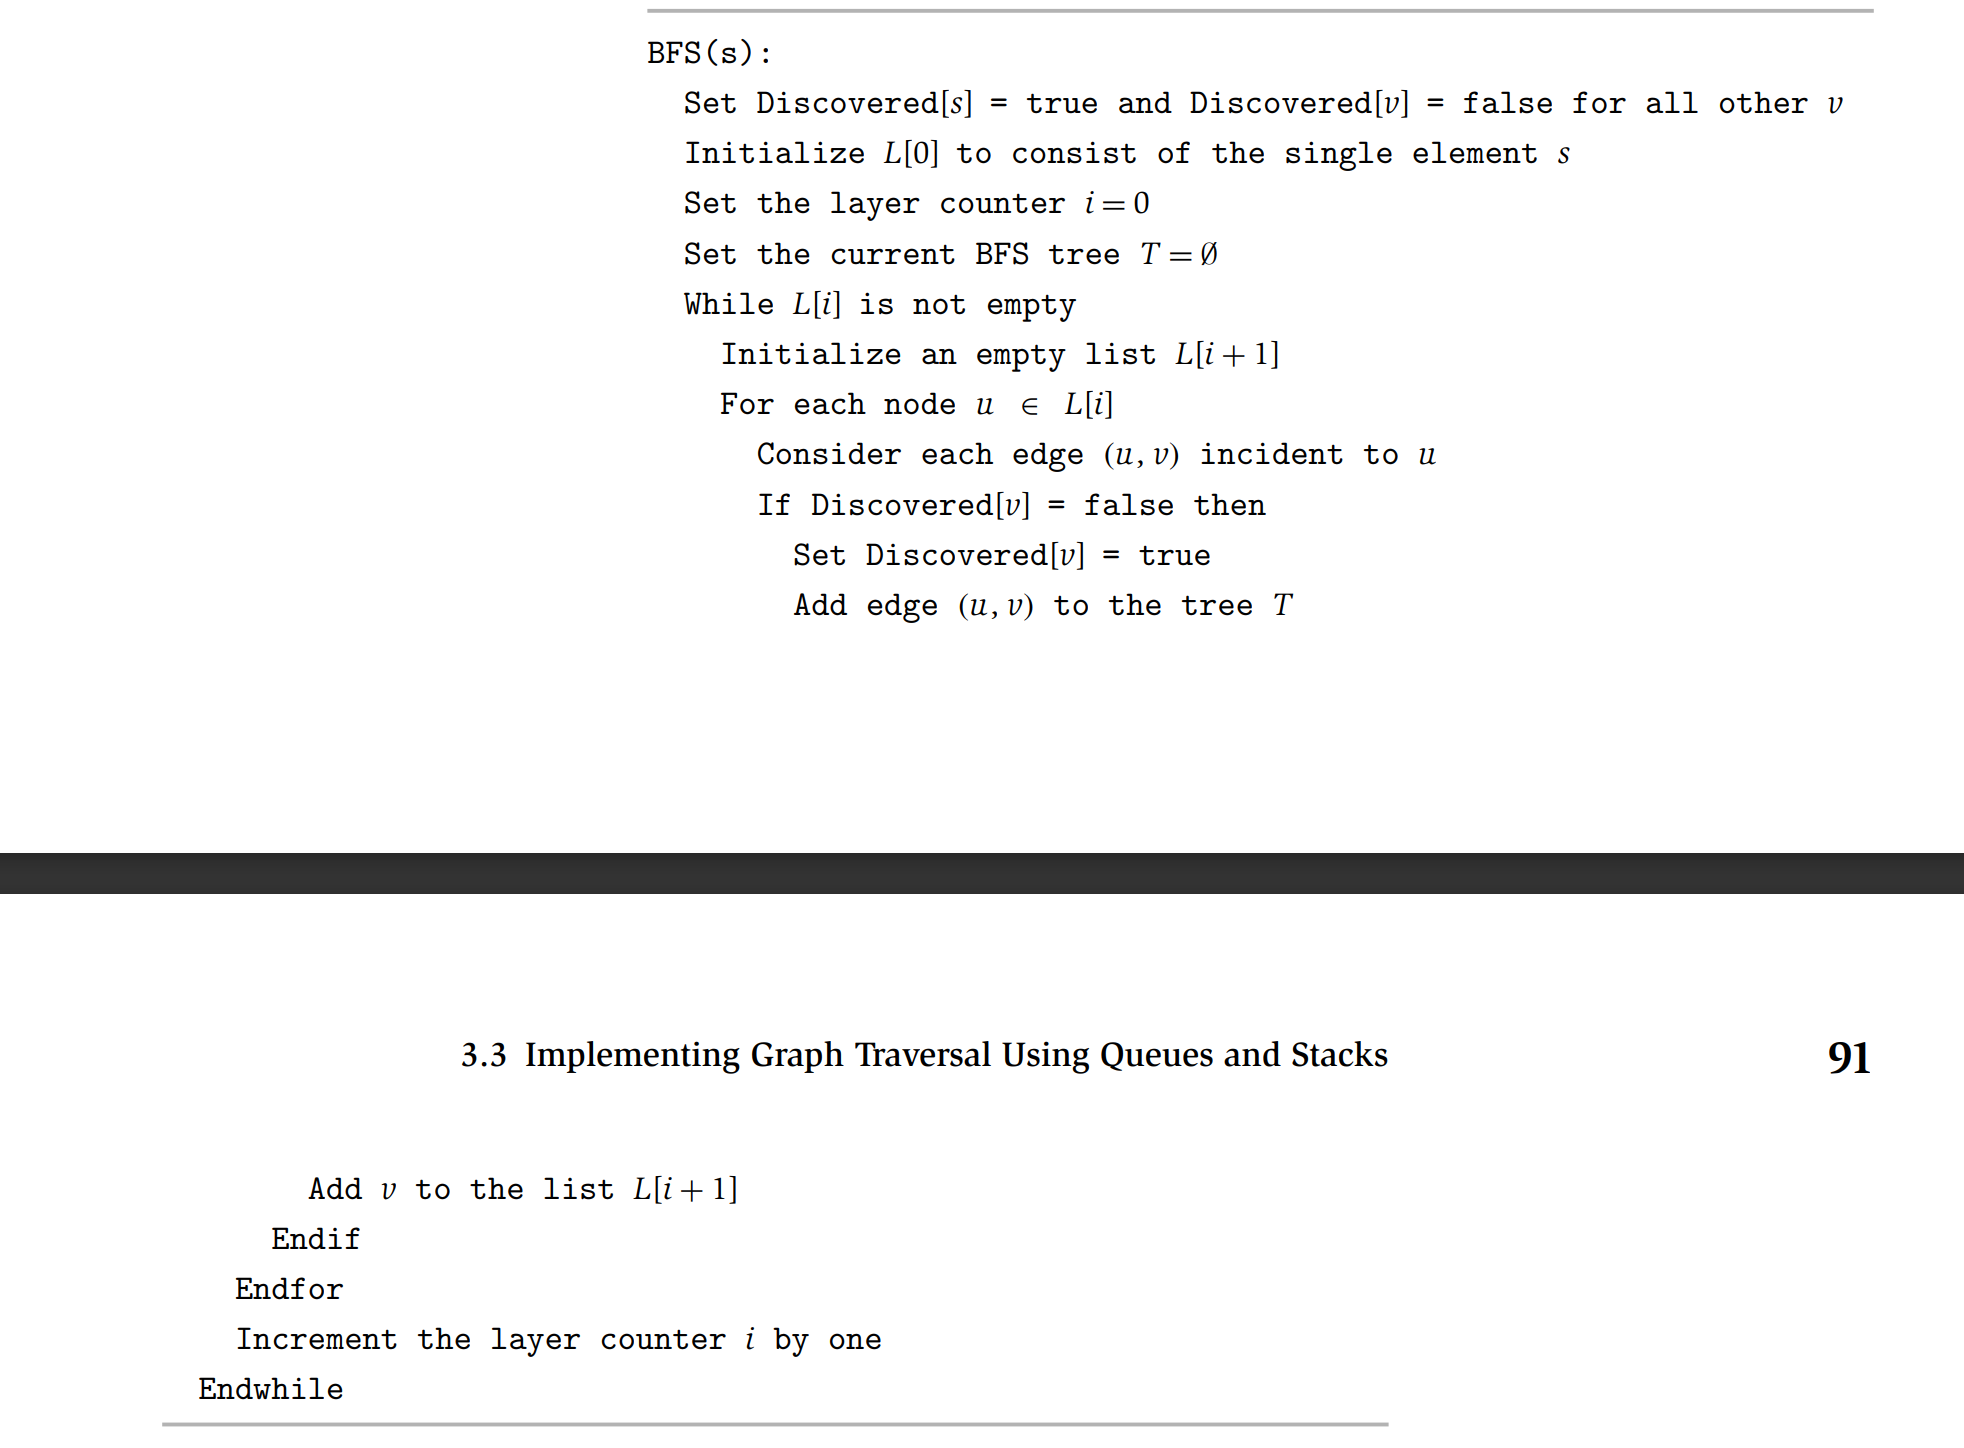 BFS(s):
Set Discovered[s] = true and Discovered[v] = false for all other v
Initialize L[0] to consist of the single element s
Set the layer counter i = 0
Set the current BFS tree T = ∅
While L[i] is not empty
Initialize an empty list L[i + 1]
For each node u ∈ L[i]
Consider each edge (u, v) incident to u
If Discovered[v] = false then
Set Discovered[v] = true
Add edge (u, v) to the tree T
3.3 Implementing Graph Traversal Using Queues and Stacks 91
Add v to the list L[i + 1]
Endif
Endfor
Increment the layer counter i by one
Endwhile